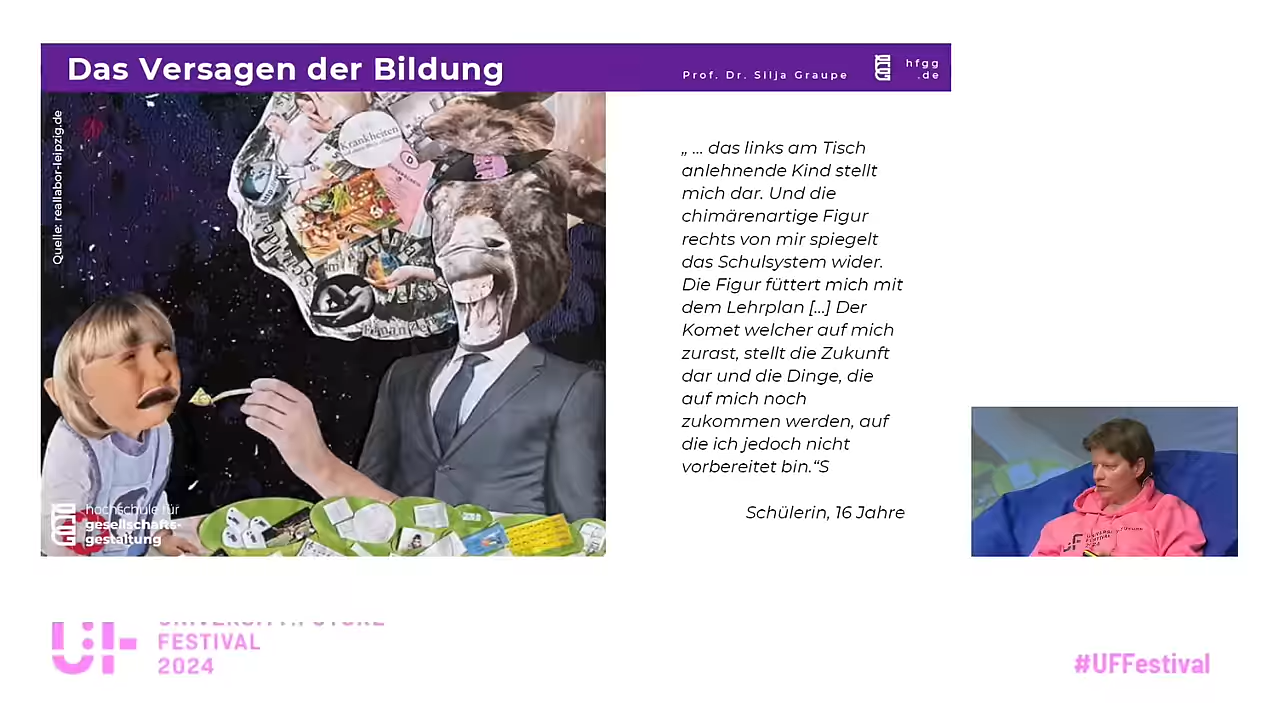 Das Versagen der Bildung
Prof. Dr. Silja Graupe
hfgg
.de
Quelle: reallabor-leipzig.de
Krankheiten
„ ... das links am Tisch
anlehnende Kind stellt
mich dar. Und die
chimärenartige Figur
rechts von mir spiegelt
das Schulsystem wider.
Die Figur füttert mich mit
dem Lehrplan [...] Der
Komet welcher auf mich
zurast, stellt die Zukunft
dar und die Dinge, die
auf mich noch
zukommen werden, auf
die ich jedoch nicht
vorbereitet bin.“S
Schülerin, 16 Jahre
hochschule für
gesellschafts-
gestaltung
UNIVERSITY:FUTURE
FESTIVAL
2024
#UFFestival